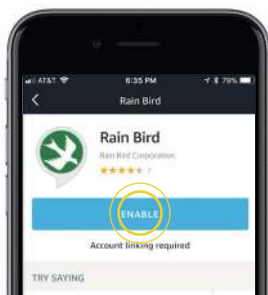 AT&T 6:35 PM 79%
Rain Bird
Rain Bird
Rain Bird Corporation
ENABLE
Account linking required
TRY SAYING